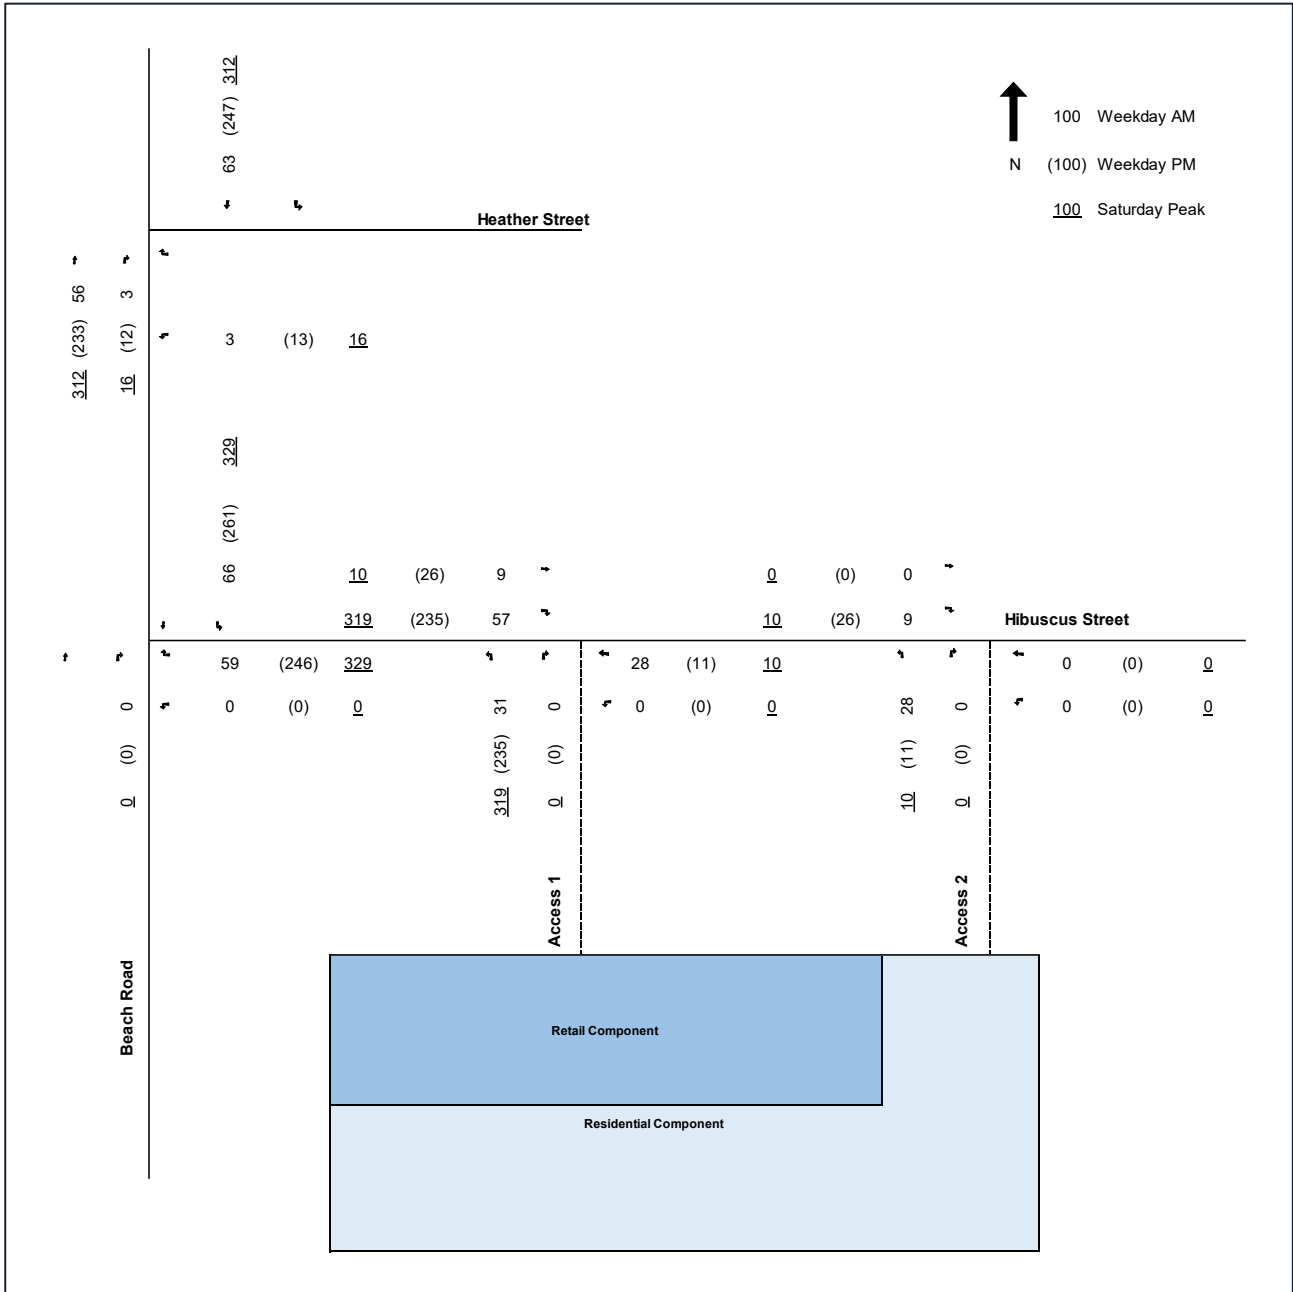 312
(247)
63
100 Weekday AM
N (100) Weekday PM
100 Saturday Peak
Heather Street
56 3
(233) (12)
312 16
3 (13) 16
329
(261)
66
10 (26) 9
0 (0) 0
319 (235) 57
10 (26) 9
Hibuscus Street
59 (246) 329
28 (11) 10
0 (0) 0
0
(0)
0
0 (0) 0
31 0
(235) (0)
319 0
0 (0) 0
28 0
(11) (0)
10 0
0 (0) 0
Access 1
Access 2
Beach Road
Retail Component
Residential Component